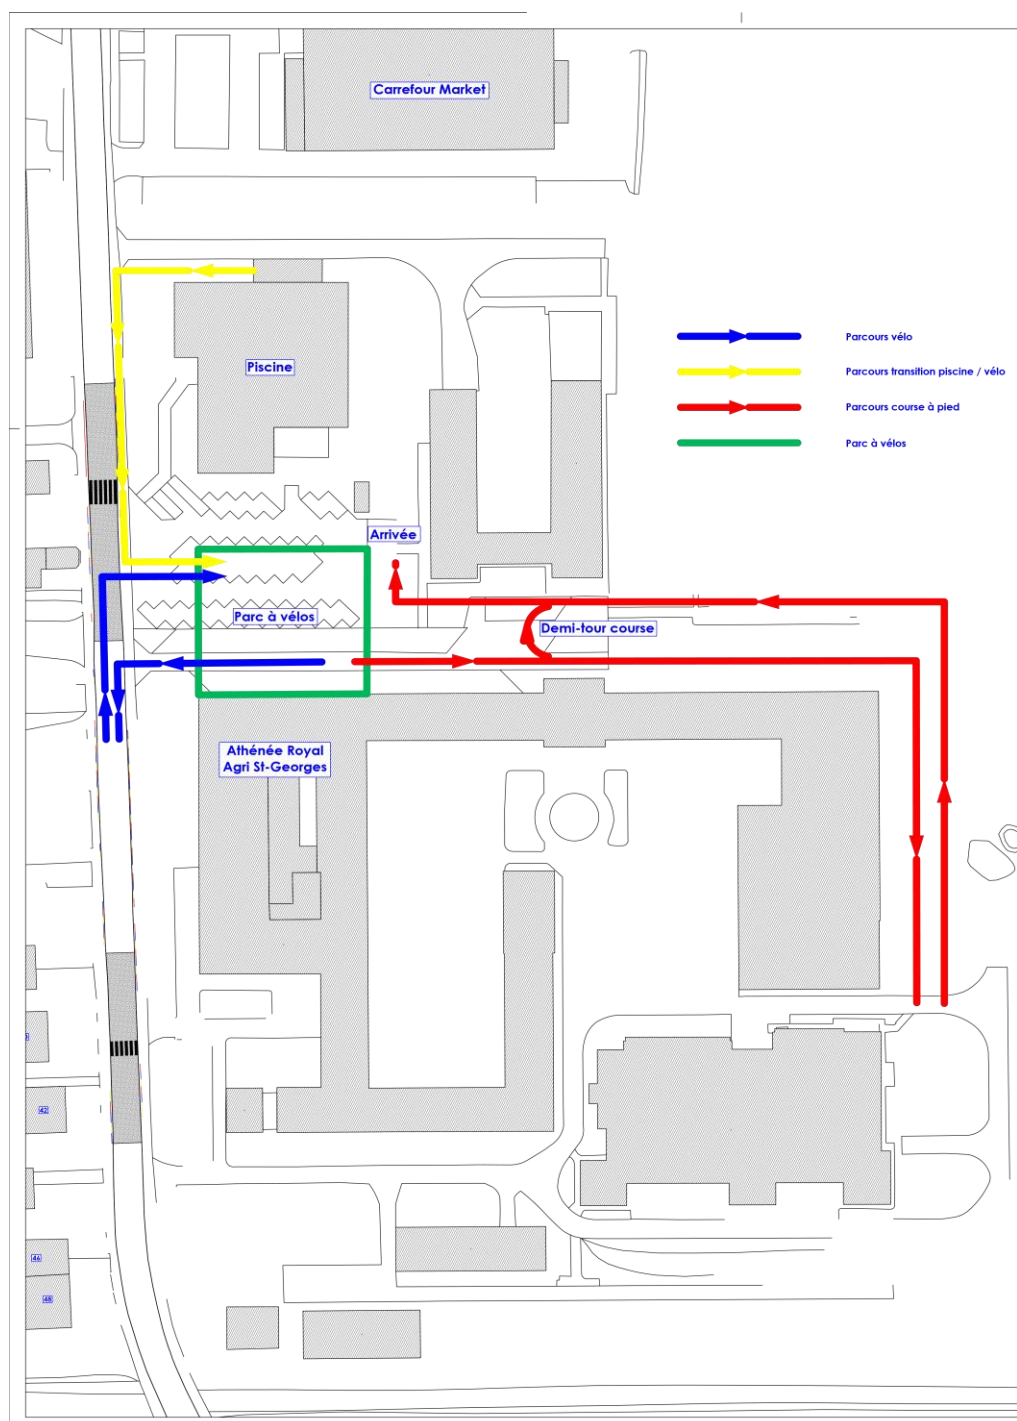 Carrefour Market
Piscine
Parcours vélo
Parcours transition piscine / vélo
Parcours course à pied
Parc à vélos
Arrivée
Parc à vélos
Demi-tour course
Athénée Royal
Agri St-Georges
42
46
48